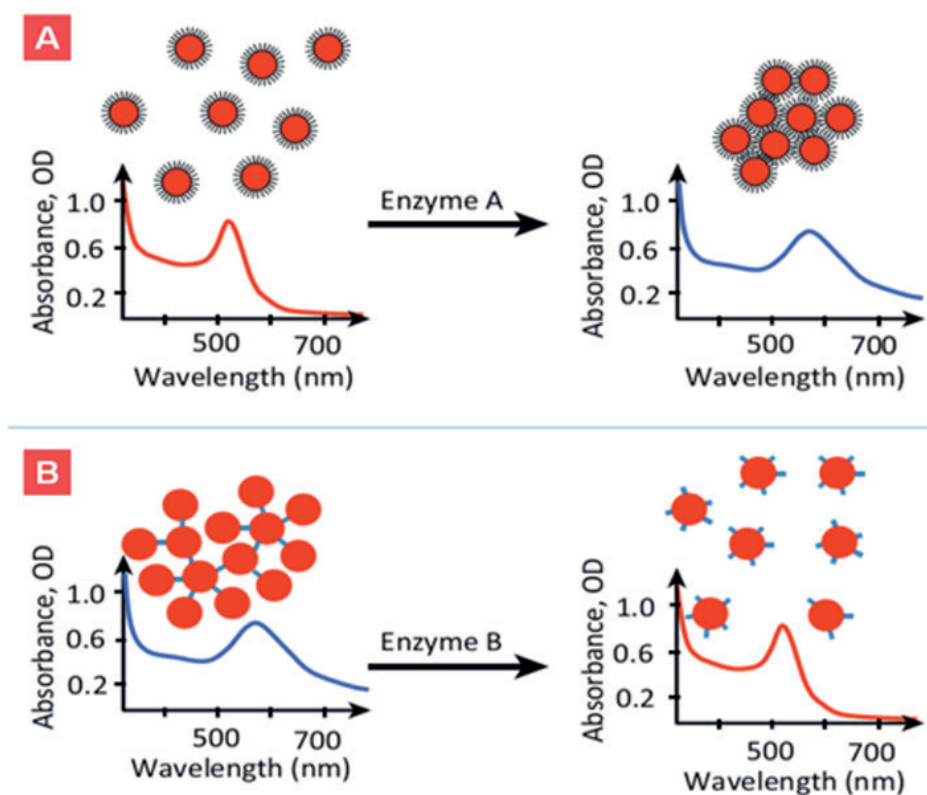 A
Absorbance, OD
1.0
0.6
0.2
500 700
Wavelength (nm)
Enzyme A
Absorbance, OD
1.0
0.6
0.2
500 700
Wavelength (nm)
B
Absorbance, OD
1.0
0.6
0.2
500 700
Wavelength (nm)
Enzyme B
Absorbance, OD
1.0
0.6
0.2
500 700
Wavelength (nm)